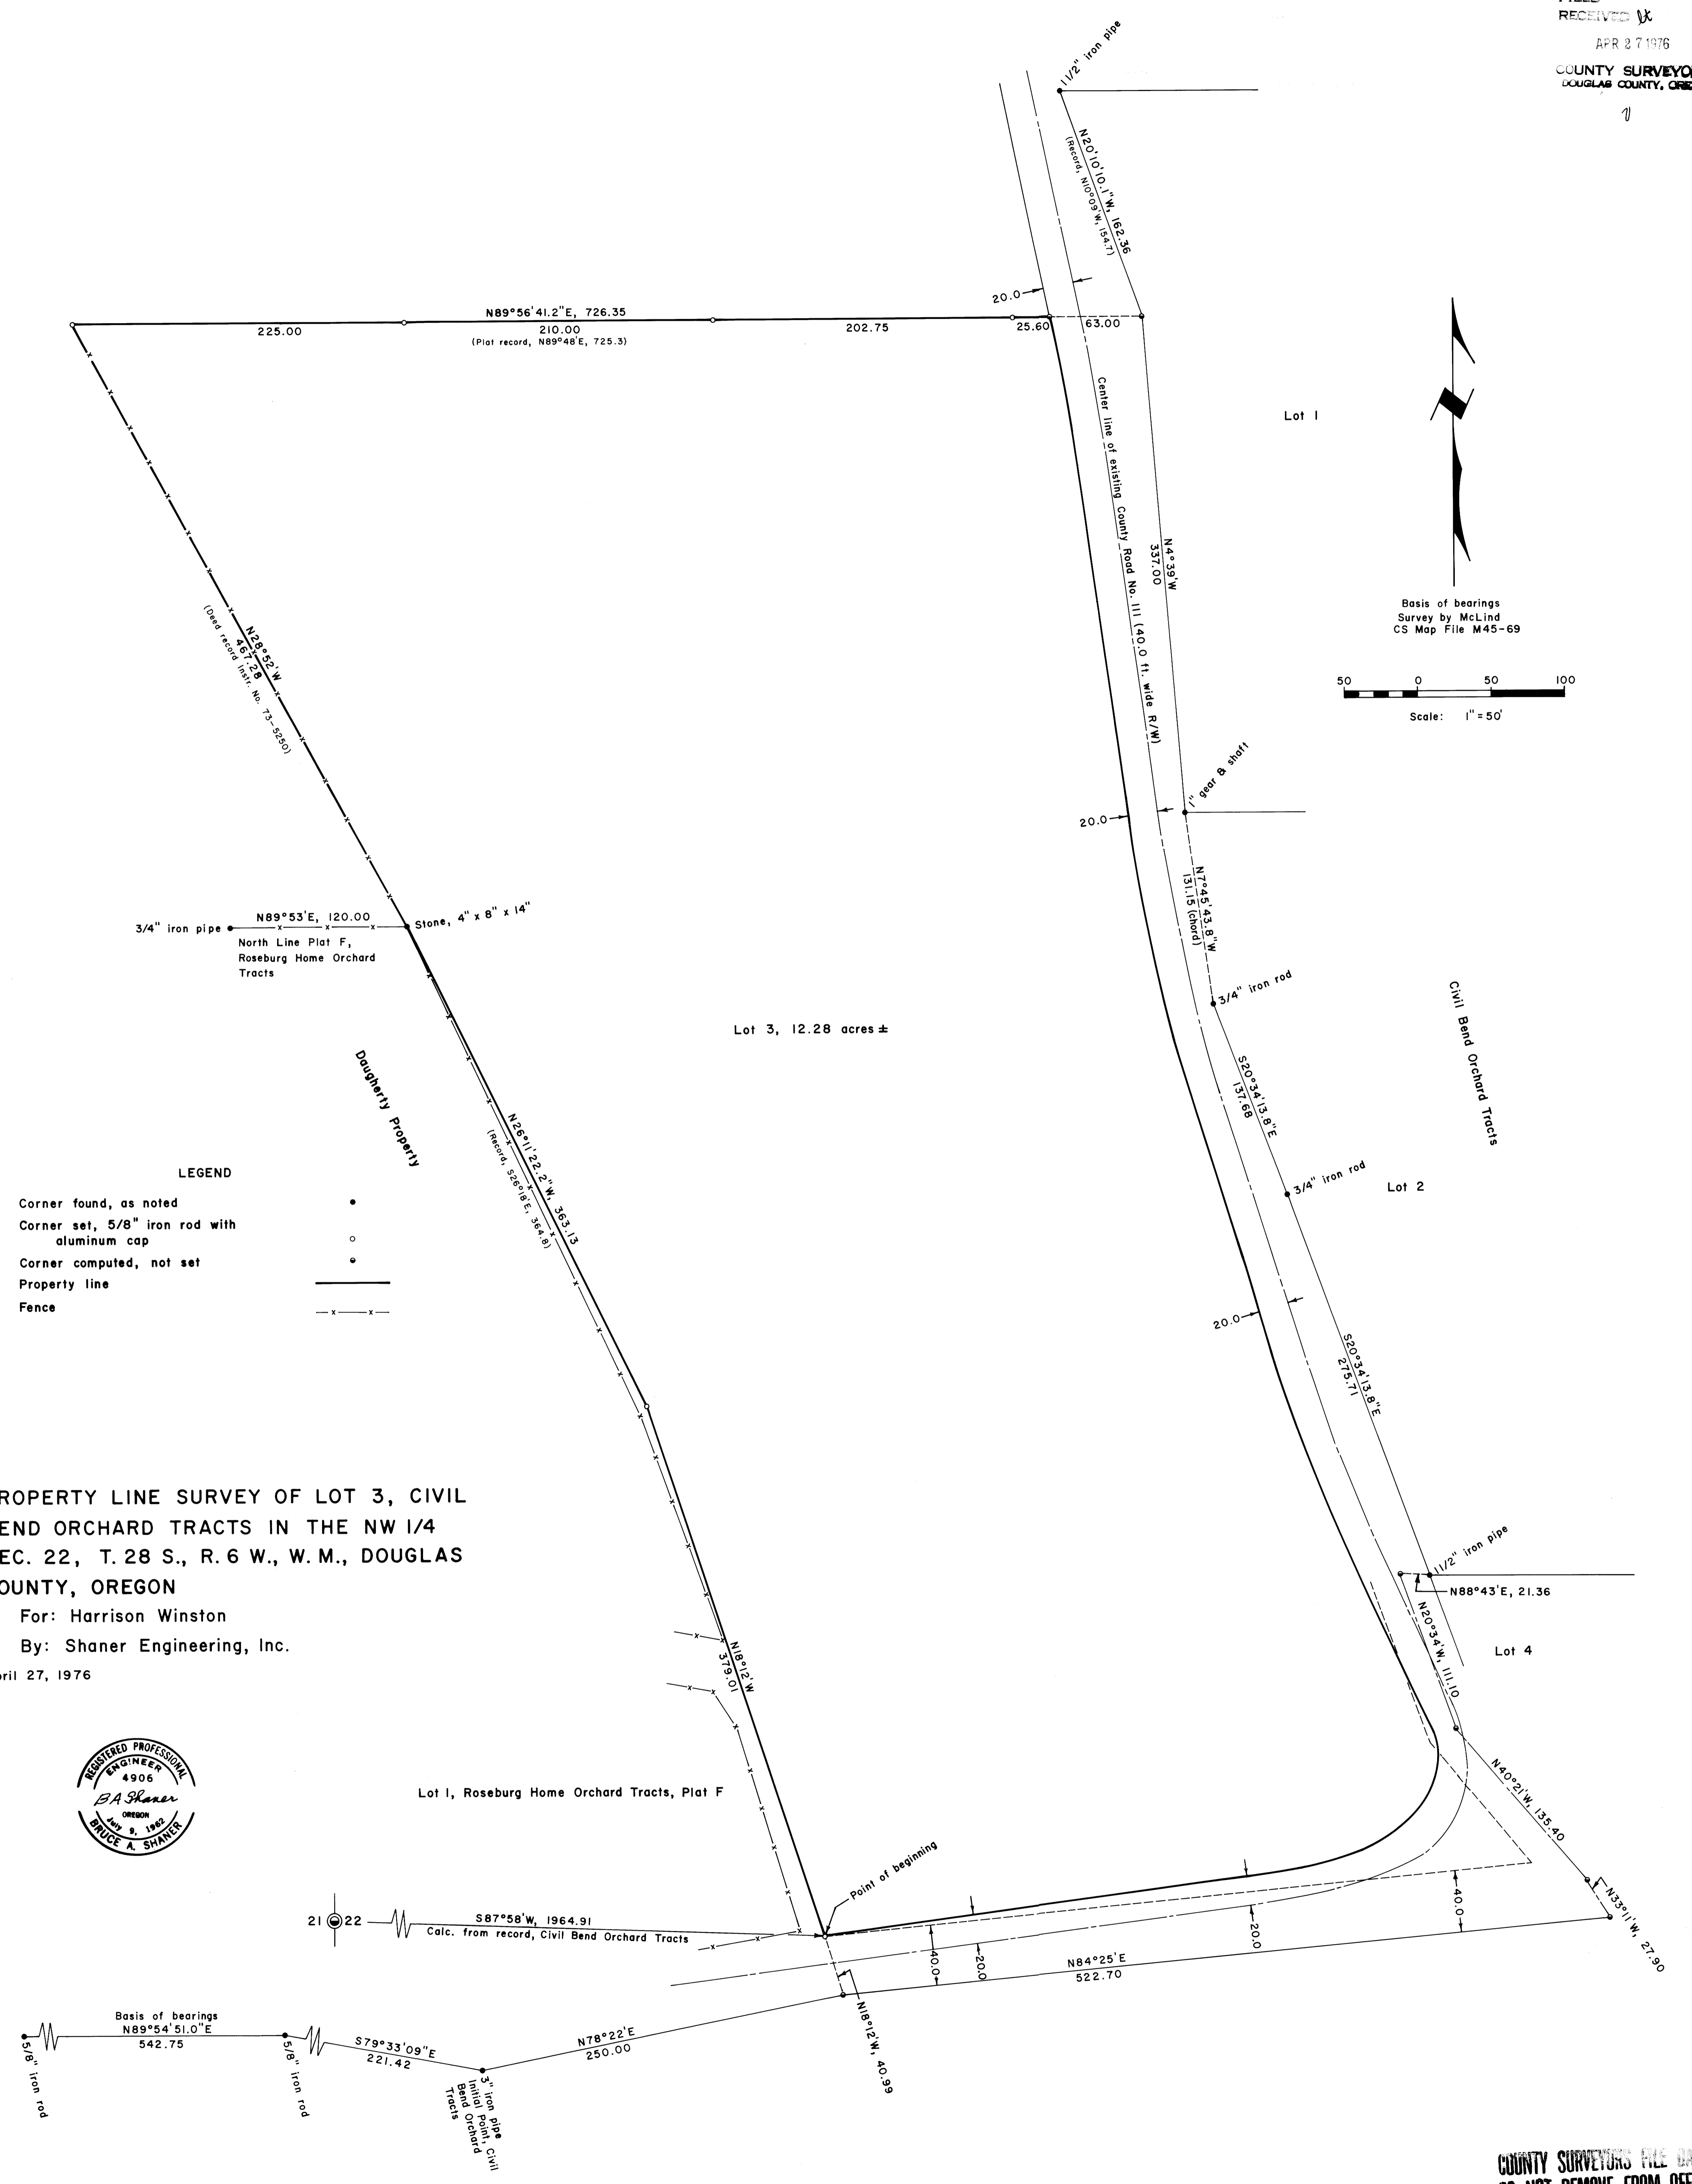 RECEIVED
APR 27 1976
COUNTY SURVEYO
DOUGLAS COUNTY, ORE
1 1/2" iron pipe
N20°10'10.1"W, 162.36
(Record, N10°09'W, 154.7)
20.0
N89°56'41.2"E, 726.35
225.00
210.00
202.75
25.60
63.00
(Plat record, N89°48'E, 725.3)
Center line of existing County Road No. 111 (40.0 ft. wide R/W)
Lot 1
N4°39'W
337.00
Basis of bearings
Survey by McLind
CS Map File M45-69
50 0 50 100
Scale: 1" = 50'
N28°52'W
467.28
(Deed record Instr. No. 73-5250)
1" gear & shaft
20.0
N7°45'43.8"W
131.15 (chord)
3/4" iron pipe
N89°53'E, 120.00
Stone, 4" x 8" x 14"
North Line Plat F,
Roseburg Home Orchard
Tracts
3/4" iron rod
Lot 3, 12.28 acres ±
Civil Bend Orchard Tracts
S20°34'13.8"E
137.68
Daugherty Property
N26°11'22.2"W, 363.13
(Record, S26°18'E, 364.8)
3/4" iron rod
Lot 2
LEGEND
Corner found, as noted
Corner set, 5/8" iron rod with
aluminum cap
Corner computed, not set
Property line
Fence
20.0
S20°34'13.8"E
275.71
ROPERTY LINE SURVEY OF LOT 3, CIVIL
END ORCHARD TRACTS IN THE NW 1/4
EC. 22, T. 28 S., R. 6 W., W. M., DOUGLAS
OUNTY, OREGON
For: Harrison Winston
By: Shaner Engineering, Inc.
ril 27, 1976
1 1/2" iron pipe
N88°43'E, 21.36
N20°34'W, 111.10
Lot 4
N18°12'W
379.01
REGISTERED PROFESSIONAL
ENGINEER
4906
B A Shaner
OREGON
July 9, 1962
BRUCE A. SHANER
Lot 1, Roseburg Home Orchard Tracts, Plat F
N40°21'W, 135.40
Point of beginning
21 22
S87°58'W, 1964.91
Calc. from record, Civil Bend Orchard Tracts
40.0
20.0
20.0
40.0
N33°11'W, 27.90
N84°25'E
522.70
N18°12'W, 40.99
Basis of bearings
N89°54'51.0"E
542.75
5/8" iron rod
5/8" iron rod
S79°33'09"E
221.42
N78°22'E
250.00
3" iron pipe
Initial Point, Civil
Bend Orchard
Tracts
COUNTY SURVEYORS FILE
NOT REMOVE FROM OFF